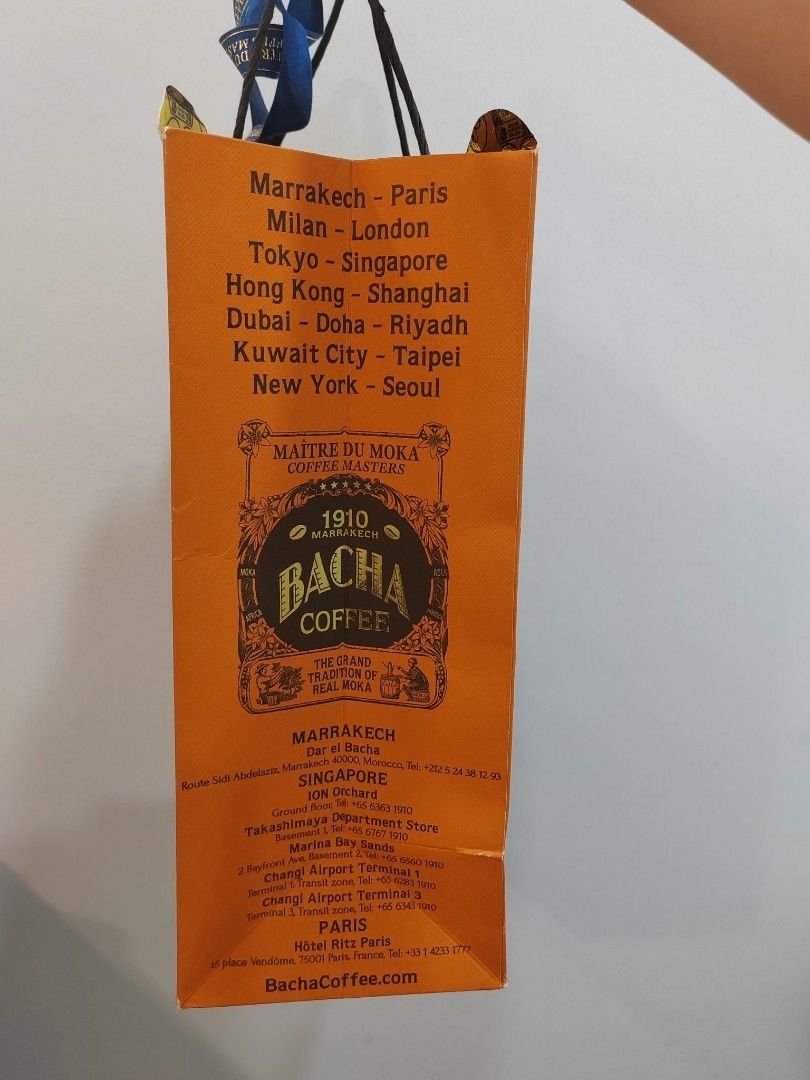 Marrakech - Paris
Milan - London
Tokyo - Singapore
Hong Kong - Shanghai
Dubai - Doha - Riyadh
Kuwait City - Taipei
New York - Seoul
MAÎTRE DU MOKA
COFFEE MASTERS
1910
MARRAKECH
BACHA
COFFEE
MOKA
ASIA
AFRICA
THE GRAND
TRADITION OF
REAL MOKA
MARRAKECH
Dar el Bacha
Route Sidi Abdelaziz, Marrakech 40000, Morocco, Tel: +212 5 24 38 12 93
SINGAPORE
ION Orchard
Ground floor, Tel: +65 6363 1910
Takashimaya Department Store
Basement 1, Tel: +65 6767 1910
Marina Bay Sands
2 Bayfront Ave, Basement 2, Tel: +65 6560 1910
Changi Airport Terminal 1
Terminal 1, Transit zone, Tel: +65 6283 1910
Changi Airport Terminal 3
Terminal 3, Transit zone, Tel: +65 6343 1910
PARIS
Hôtel Ritz Paris
15 place Vendôme, 75001 Paris, France, Tel: +33 1 4233 1777
BachaCoffee.com